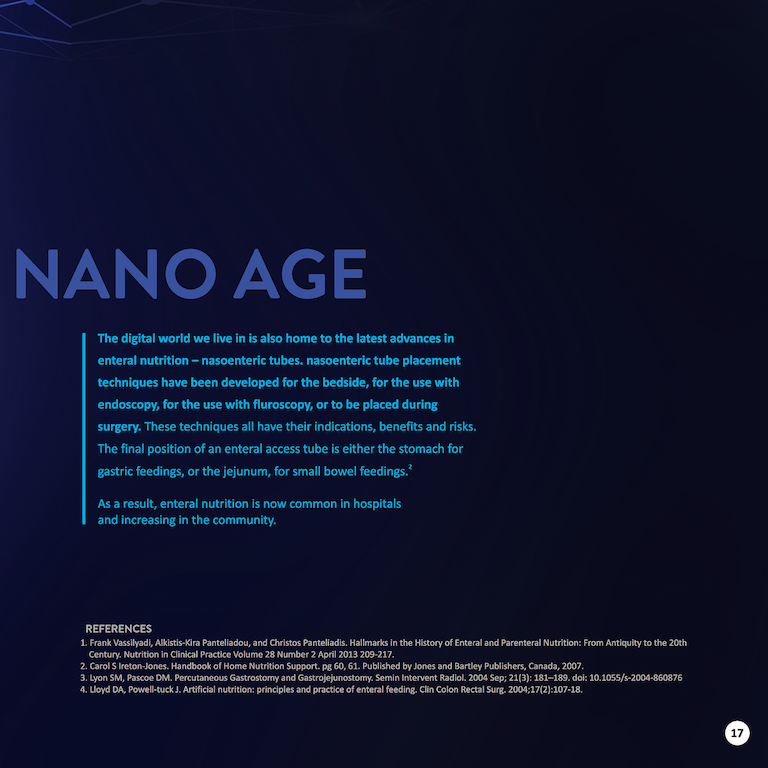 NANO AGE
The digital world we live in is also home to the latest advances in
enteral nutrition – nasoenteric tubes. nasoenteric tube placement
techniques have been developed for the bedside, for the use with
endoscopy, for the use with fluroscopy, or to be placed during
surgery. These techniques all have their indications, benefits and risks.
The final position of an enteral access tube is either the stomach for
gastric feedings, or the jejunum, for small bowel feedings.²
As a result, enteral nutrition is now common in hospitals
and increasing in the community.
REFERENCES
1. Frank Vassilyadi, Alkistis-Kira Panteliadou, and Christos Panteliadis. Hallmarks in the History of Enteral and Parenteral Nutrition: From Antiquity to the 20th
Century. Nutrition in Clinical Practice Volume 28 Number 2 April 2013 209-217.
2. Carol S Ireton-Jones. Handbook of Home Nutrition Support. pg 60, 61. Published by Jones and Bartley Publishers, Canada, 2007.
3. Lyon SM, Pascoe DM. Percutaneous Gastrostomy and Gastrojejunostomy. Semin Intervent Radiol. 2004 Sep; 21(3): 181–189. doi: 10.1055/s-2004-860876
4. Lloyd DA, Powell-tuck J. Artificial nutrition: principles and practice of enteral feeding. Clin Colon Rectal Surg. 2004;17(2):107-18.
17